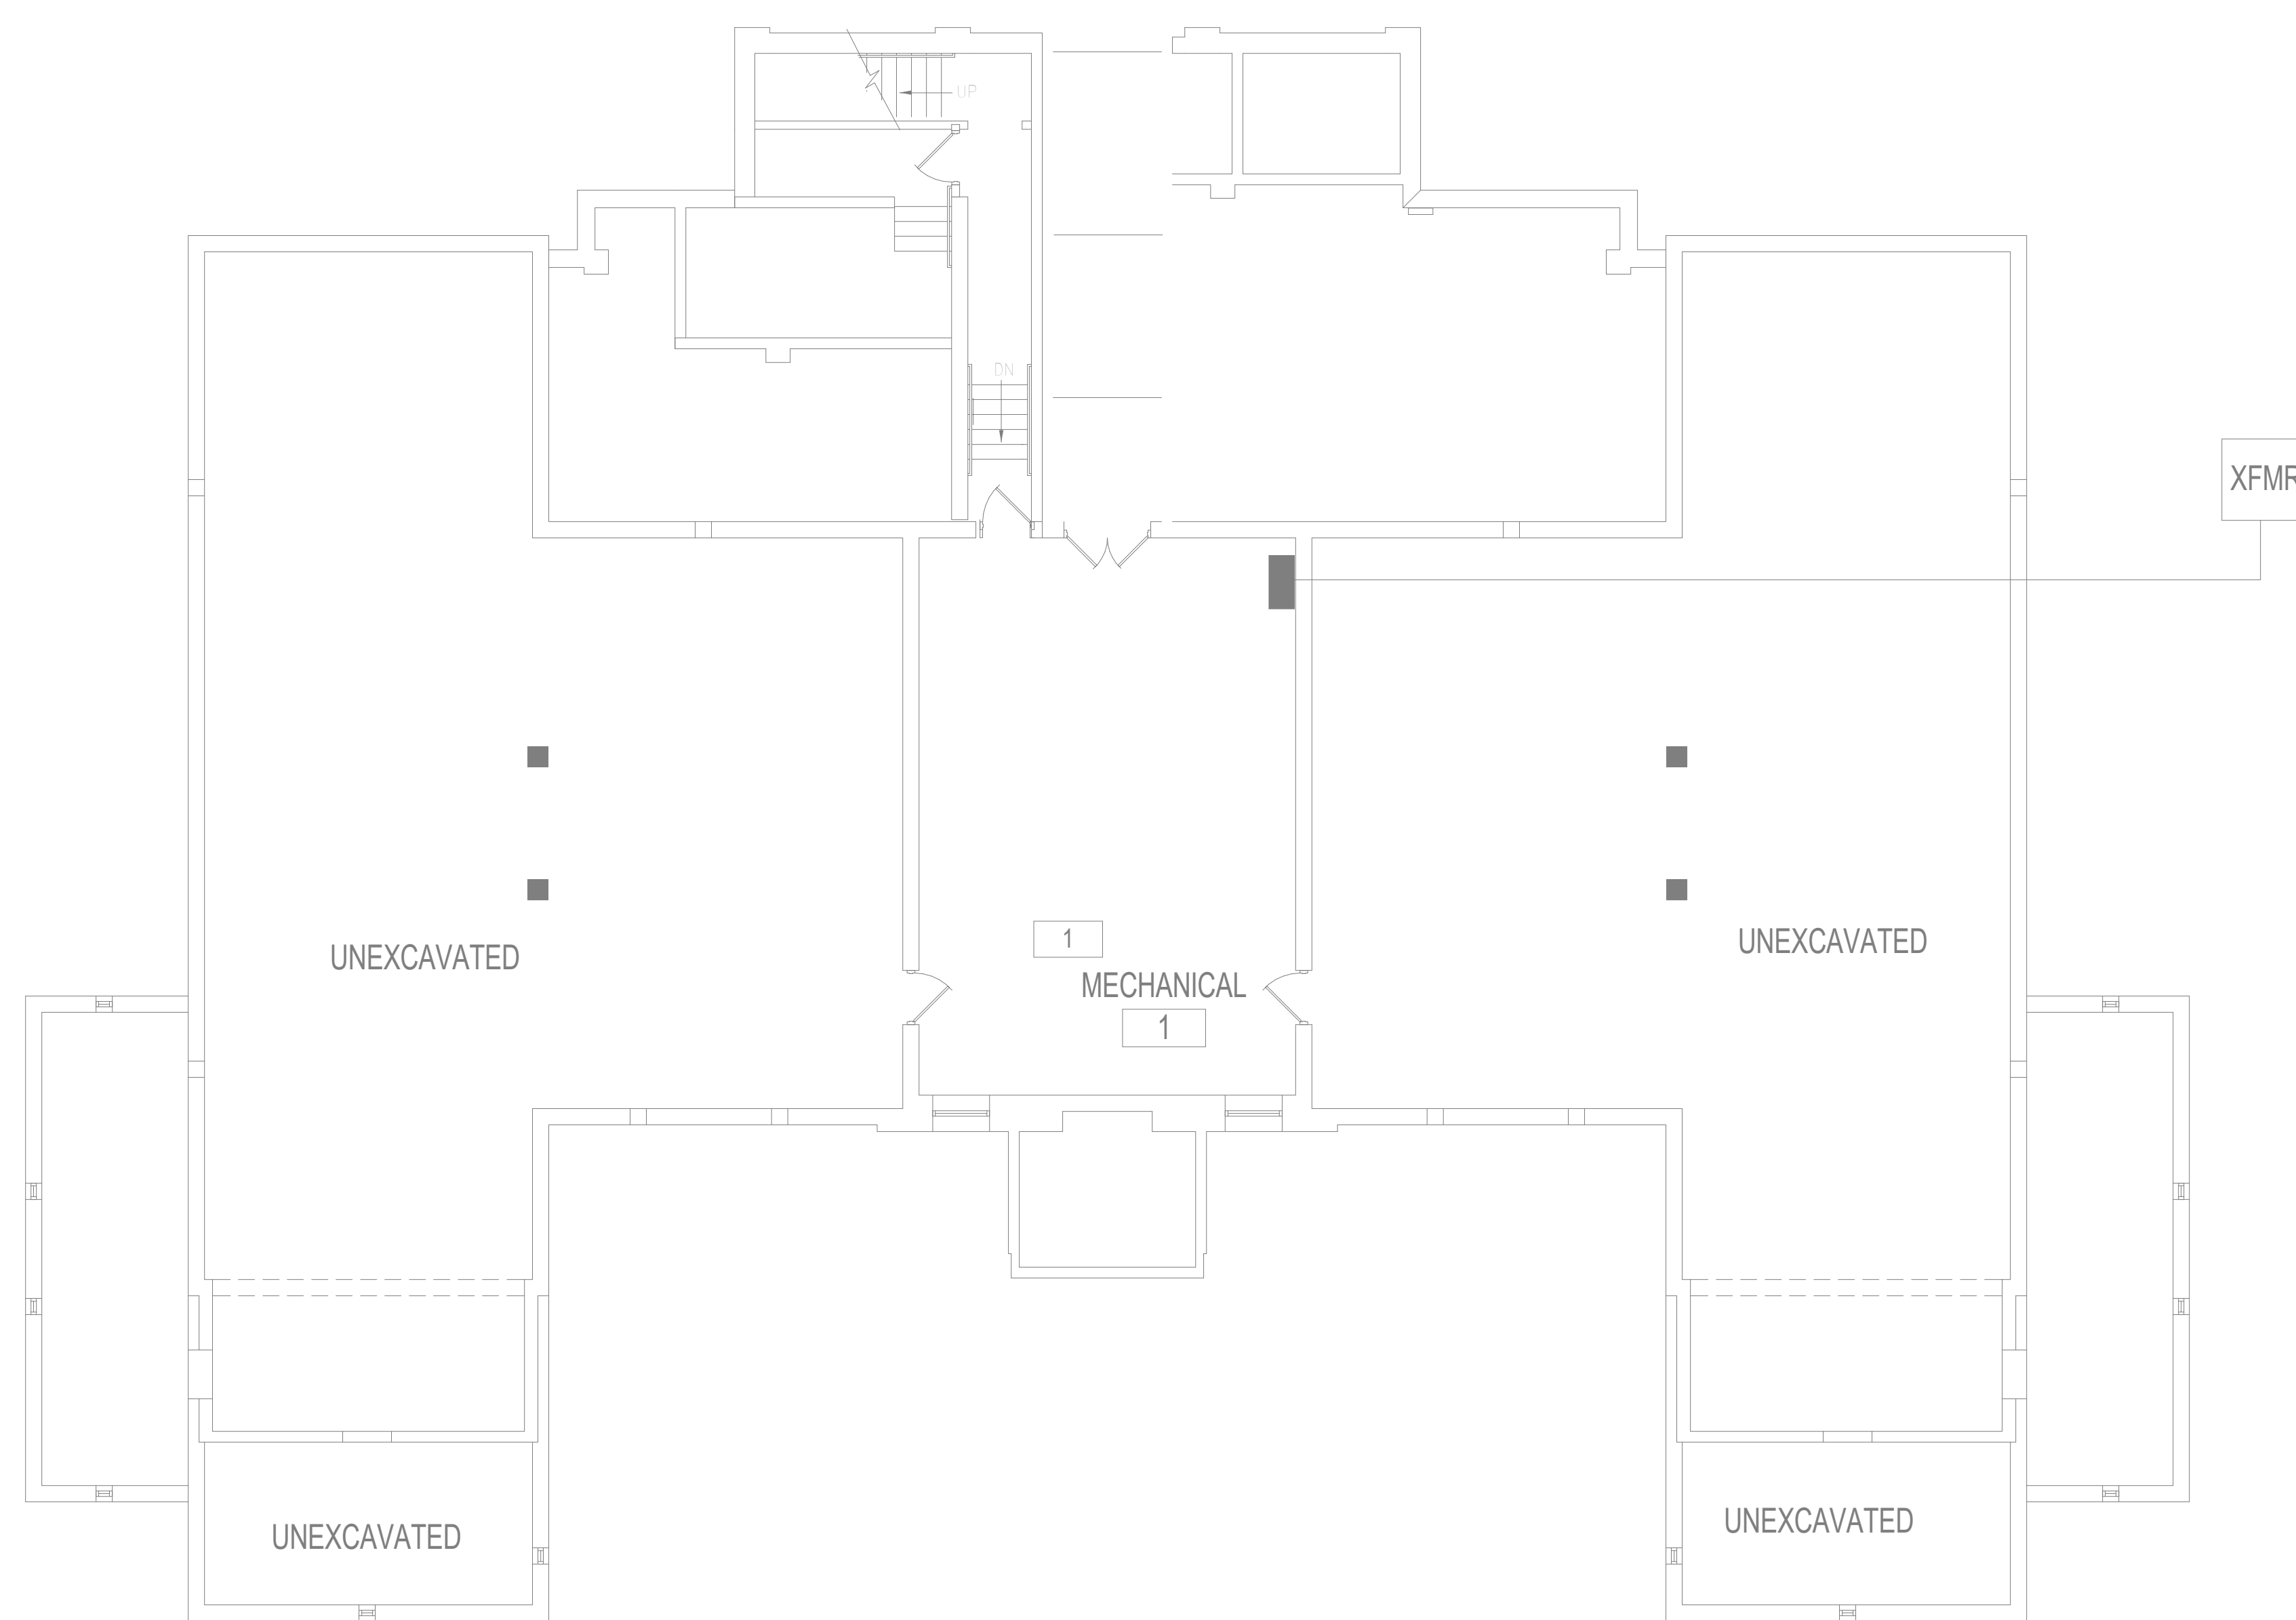 UP
DN
XFMR
UNEXCAVATED
UNEXCAVATED
1
MECHANICAL
1
UNEXCAVATED
UNEXCAVATED